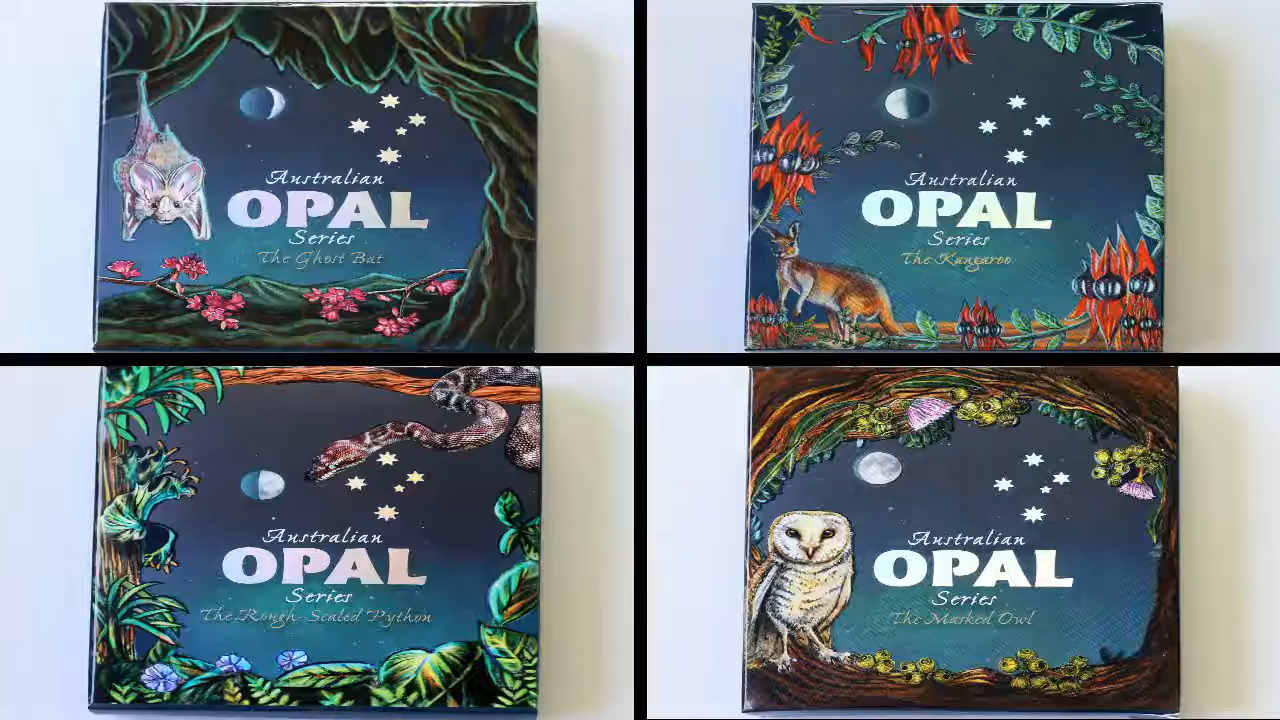 Australian
OPAL
Series
The Ghost Bat
Australian
OPAL
Series
The Kangaroo
Australian
OPAL
Series
The Rough-Scaled Python
Australian
OPAL
Series
The Masked Owl